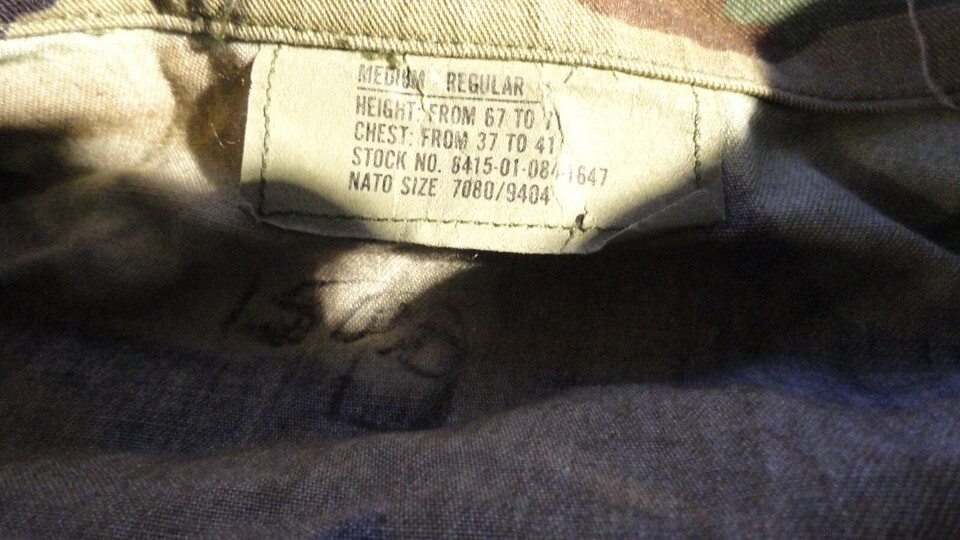 MEDIUM REGULAR
HEIGHT: FROM 67 TO
CHEST: FROM 37 TO 41
STOCK NO. 8415-01-084-1647
NATO SIZE 7080/9404